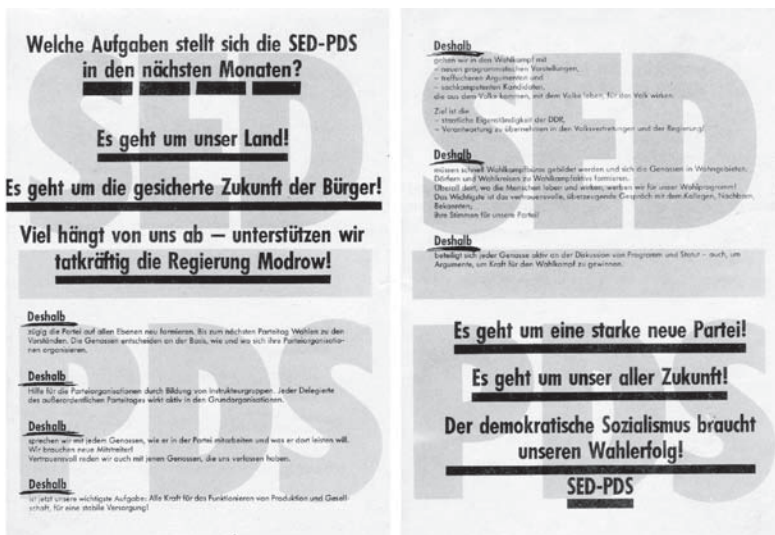 Welche Aufgaben stellt sich die SED-PDS
in den nächsten Monaten?
Es geht um unser Land!
Es geht um die gesicherte Zukunft der Bürger!
Viel hängt von uns ab – unterstützen wir
tatkräftig die Regierung Modrow!
Deshalb
zügig die Partei auf allen Ebenen neu formieren. Bis zum nächsten Parteitag Wahlen zu den
Vorständen. Die Genossen entscheiden an der Basis, wie und wo sich ihre Parteiorganisatio-
nen organisieren.
Deshalb
Hilfe für die Parteiorganisationen durch Bildung von Instrukteurgruppen. Jeder Delegierte
des außerordentlichen Parteitages wirkt aktiv in den Grundorganisationen.
Deshalb
sprechen wir mit jedem Genossen, wie er in der Partei mitarbeiten und was er dort leisten will.
Wir brauchen neue Mitstreiter!
Vertrauensvoll reden wir auch mit jenen Genossen, die uns verlassen haben.
Deshalb
ist jetzt unsere wichtigste Aufgabe: Alle Kraft für das Funktionieren von Produktion und Gesell-
schaft, für eine stabile Versorgung!
SED
PDS
Deshalb
gehen wir in den Wahlkampf mit
– neuen programmatischen Vorstellungen,
– treffsicheren Argumenten und
– sachkompetenten Kandidaten,
die aus dem Volke kommen, mit dem Volke leben, für das Volk wirken.
Ziel ist die
– staatliche Eigenständigkeit der DDR,
– Verantwortung zu übernehmen in den Volksvertretungen und der Regierung!
Deshalb
müssen schnell Wahlkampfbüros gebildet werden und sich die Genossen in Wohngebieten,
Dörfern und Wahlkreisen zu Wahlkampfaktivs formieren.
Überall dort, wo die Menschen leben und wirken, werben wir für unser Wahlprogramm!
Das Wichtigste ist das vertrauensvolle, überzeugende Gespräch mit dem Kollegen, Nachbarn,
Bekannten,
ihre Stimmen für unsere Partei!
Deshalb
beteiligt sich jeder Genosse aktiv an der Diskussion von Programm und Statut – auch, um
Argumente, um Kraft für den Wahlkampf zu gewinnen.
Es geht um eine starke neue Partei!
Es geht um unser aller Zukunft!
Der demokratische Sozialismus braucht
unseren Wahlerfolg!
SED-PDS
SED
PDS